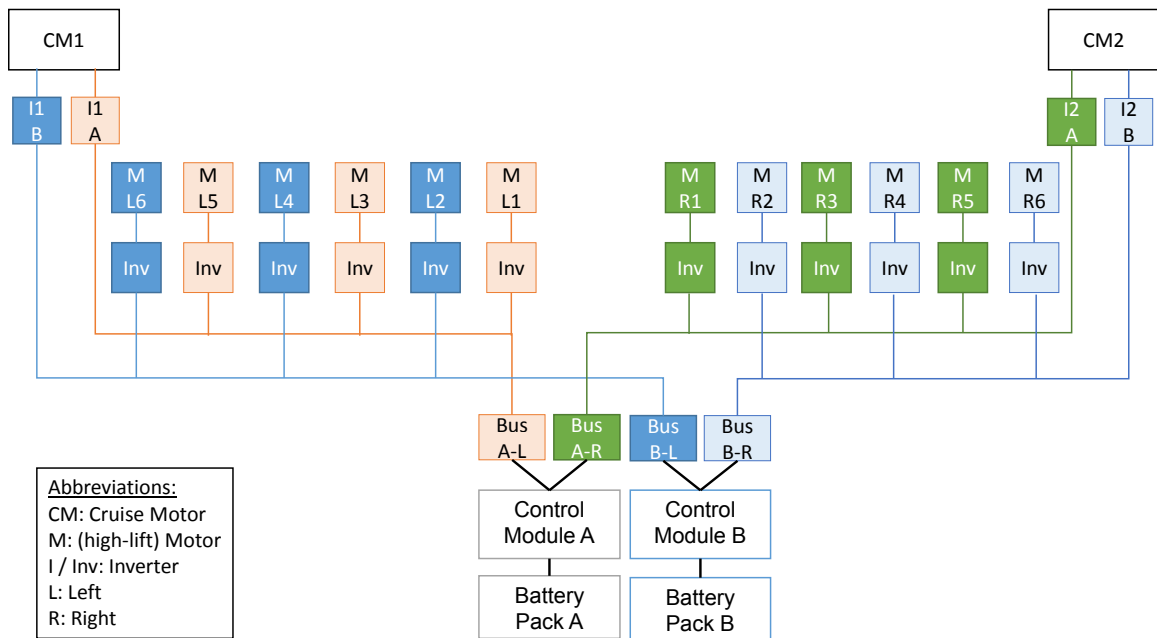 CM1
CM2
I1
B
I1
A
I2
A
I2
B
M
L6
M
L5
M
L4
M
L3
M
L2
M
L1
M
R1
M
R2
M
R3
M
R4
M
R5
M
R6
Inv
Inv
Inv
Inv
Inv
Inv
Inv
Inv
Inv
Inv
Inv
Inv
Bus
A-L
Bus
A-R
Bus
B-L
Bus
B-R
Control
Module A
Control
Module B
Battery
Pack A
Battery
Pack B
Abbreviations:
CM: Cruise Motor
M: (high-lift) Motor
I / Inv: Inverter
L: Left
R: Right